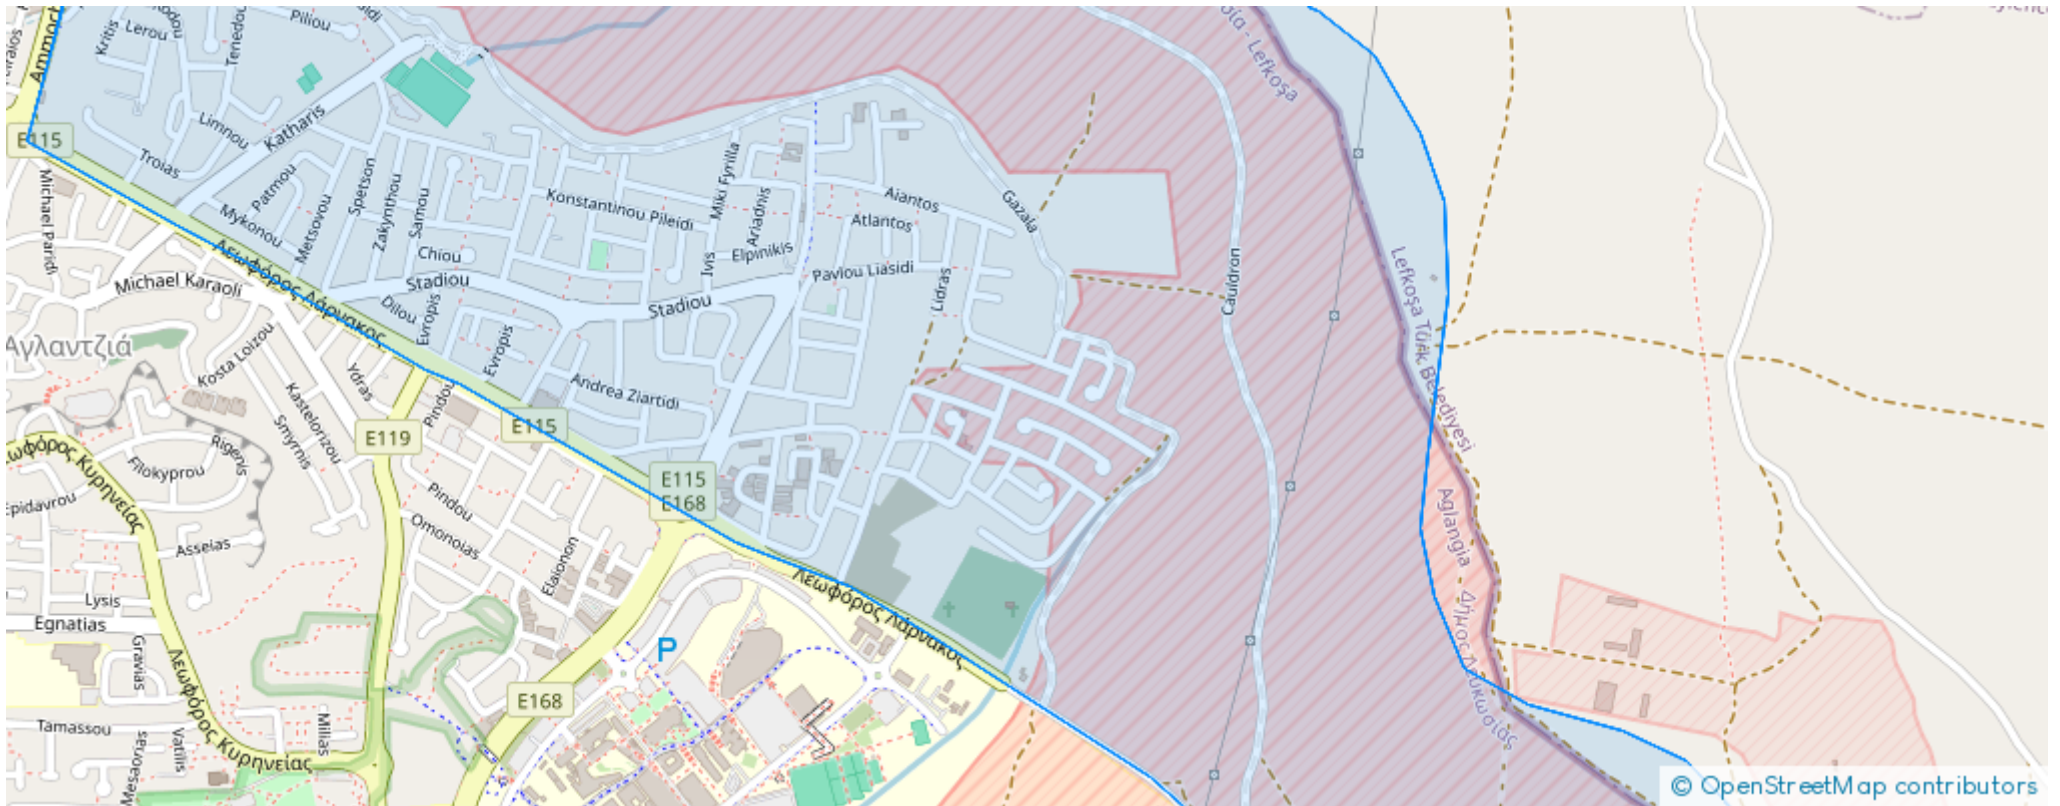 Piliou
Lerou
Kritis
Tenedou
Limnou
Katharis
E115
Troias
Patmou
Spetson
Zakynthou
Samou
Mykonou
Metsovou
Michael Paridi
Konstantinou Pileidi
Miki Fyrilla
Ariadnis
Aiantos
Atlantos
Gazala
Cauldron
Lefkoşa
Chiou
Elpinikis
Ivis
Pavlou Liasidi
Lidras
Λεωφόρος Λάρνακος
Michael Karaoli
Stadiou
Stadiou
Dilou
Evropis
Evropis
Lefkoşa Türk Belediyesi
Αγλαντζιά
Kosta Loizou
Ydras
Kastelorizou
Smyrnis
Pindou
Andrea Ziartidi
E119
E115
E115
E168
Rigenis
Filokyprou
Epidavrou
Λεωφόρος Κυρηνείας
Pindou
Omonoias
Asseias
Elaionon
Aglangia
Λεωφόρος Λάρνακος
Lysis
Egnatias
Gravias
P
E168
Δήμος Λευκωσίας
Λεωφόρος Κυρηνείας
Tamassou
Vatilis
Milias
© OpenStreetMap contributors